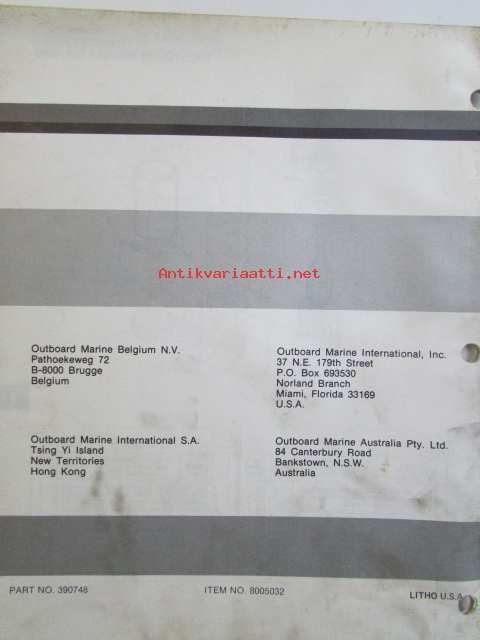 Antikvariaatti.net
Outboard Marine Belgium N.V.
Pathoekeweg 72
B-8000 Brugge
Belgium
Outboard Marine International, Inc.
37 N.E. 179th Street
P.O. Box 693530
Norland Branch
Miami, Florida 33169
U.S.A.
Outboard Marine International S.A.
Tsing Yi Island
New Territories
Hong Kong
Outboard Marine Australia Pty. Ltd.
84 Canterbury Road
Bankstown, N.S.W.
Australia
PART NO. 390748
ITEM NO. 8005032
LITHO U.S.A.